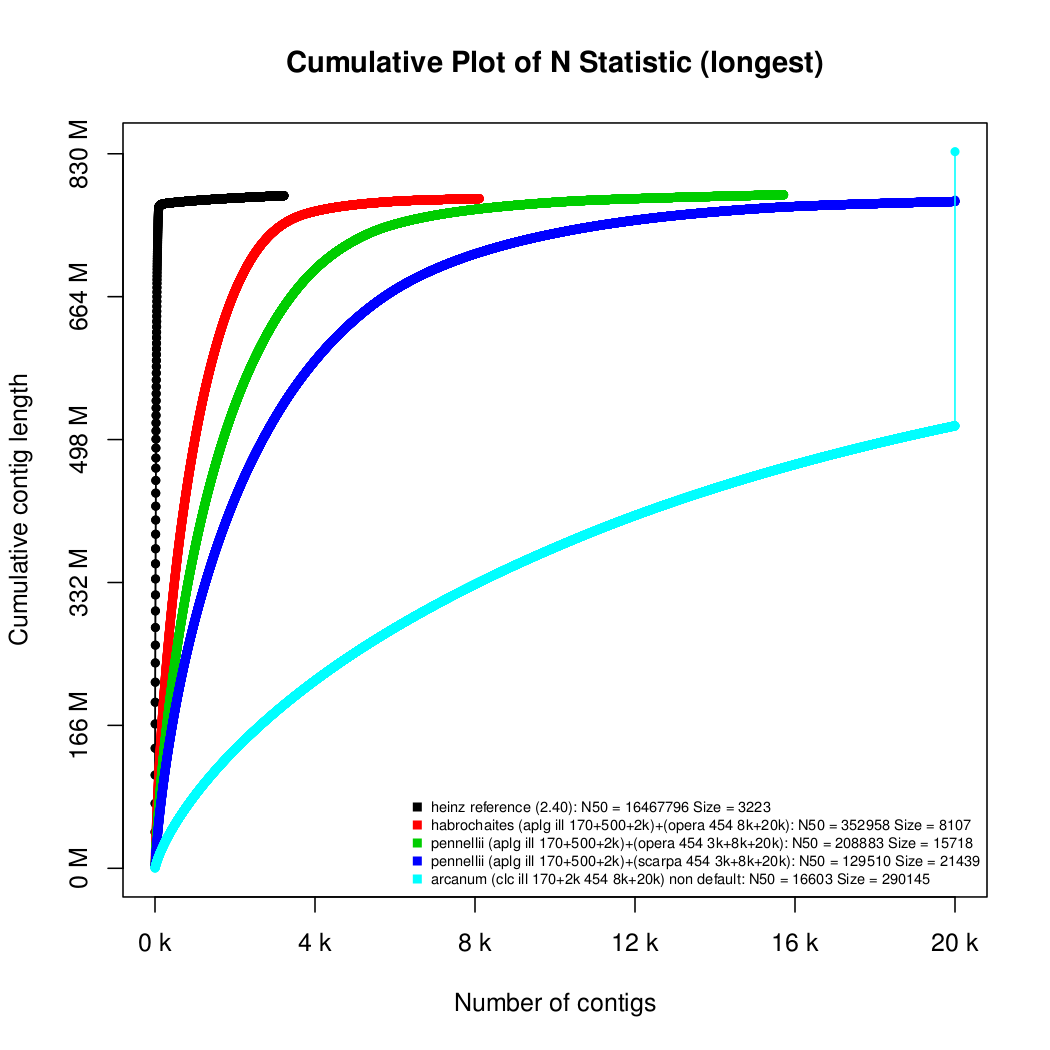 Cumulative Plot of N Statistic (longest)
Cumulative contig length
830 M
664 M
498 M
332 M
166 M
0 M
heinz reference (2.40): N50 = 16467796 Size = 3223
habrochaites (aplg ill 170+500+2k)+(opera 454 8k+20k): N50 = 352958 Size = 8107
pennellii (aplg ill 170+500+2k)+(opera 454 3k+8k+20k): N50 = 208883 Size = 15718
pennellii (aplg ill 170+500+2k)+(scarpa 454 3k+8k+20k): N50 = 129510 Size = 21439
arcanum (clc ill 170+2k 454 8k+20k) non default: N50 = 16603 Size = 290145
0 k 4 k 8 k 12 k 16 k 20 k
Number of contigs